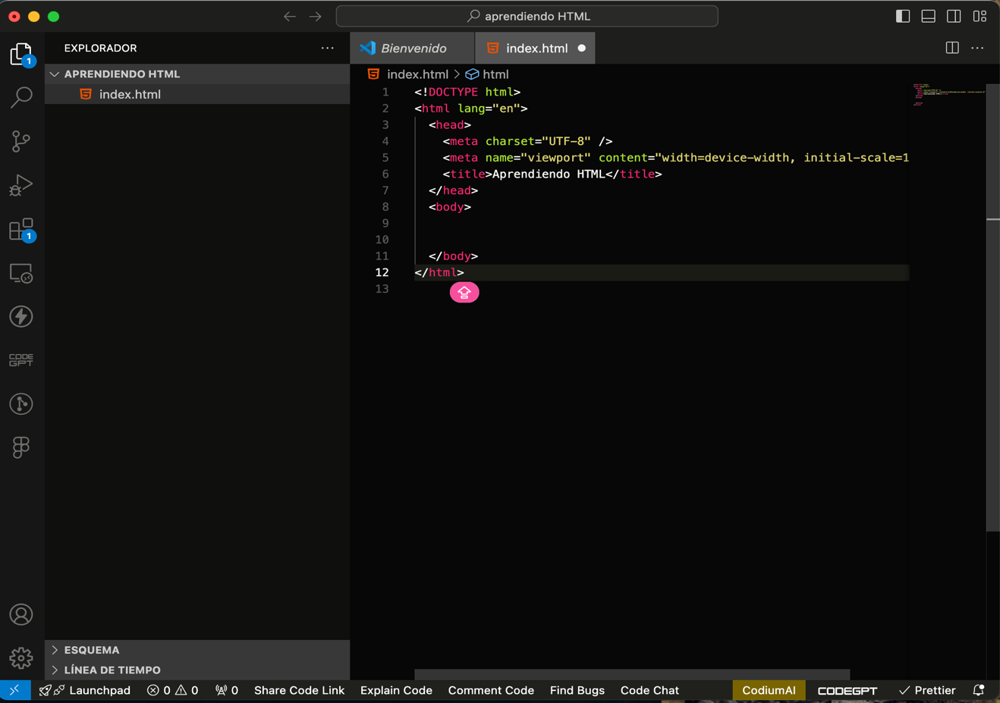 aprendiendo HTML
1
EXPLORADOR
APRENDIENDO HTML
index.html
1
CODE
GPT
ESQUEMA
LÍNEA DE TIEMPO
Bienvenido
index.html
index.html > html
1 <!DOCTYPE html>
2 <html lang="en">
3 <head>
4 <meta charset="UTF-8" />
5 <meta name="viewport" content="width=device-width, initial-scale=1
6 <title>Aprendiendo HTML</title>
7 </head>
8 <body>
9
10
11 </body>
12 </html>
13
Launchpad 0 0 0 Share Code Link Explain Code Comment Code Find Bugs Code Chat CodiumAI CODEGPT Prettier